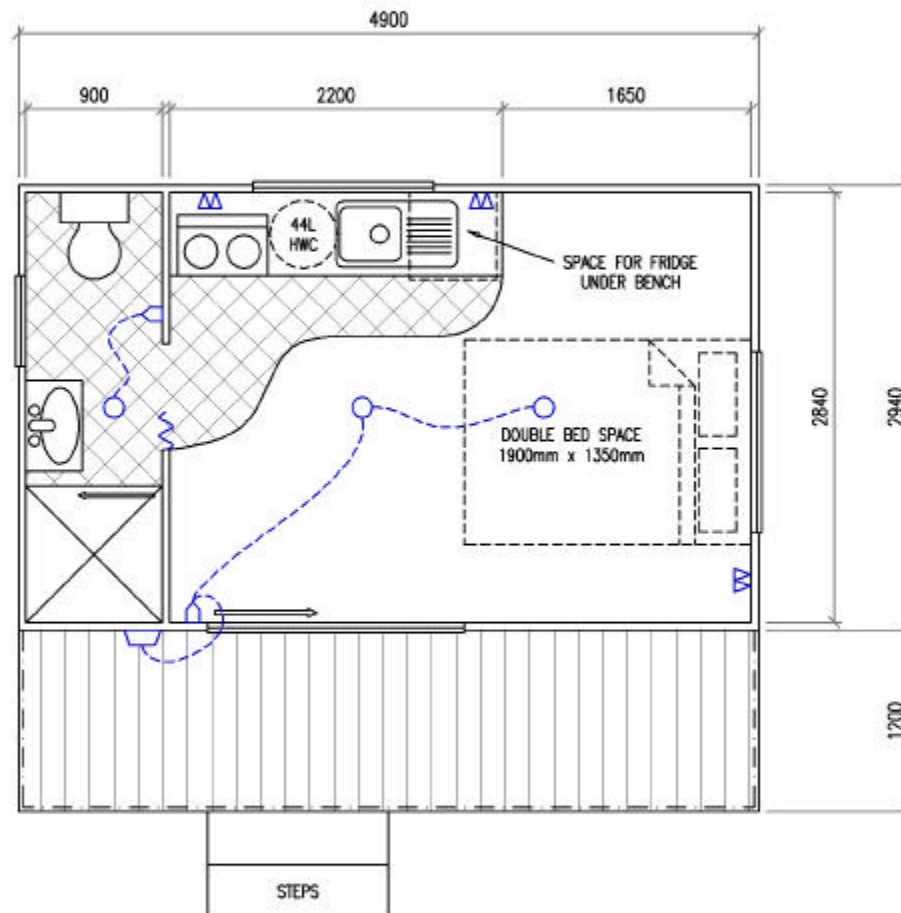 4900
900
2200
1650
44L
HWC
SPACE FOR FRIDGE
UNDER BENCH
2840
2940
DOUBLE BED SPACE
1900mm x 1350mm
1200
STEPS